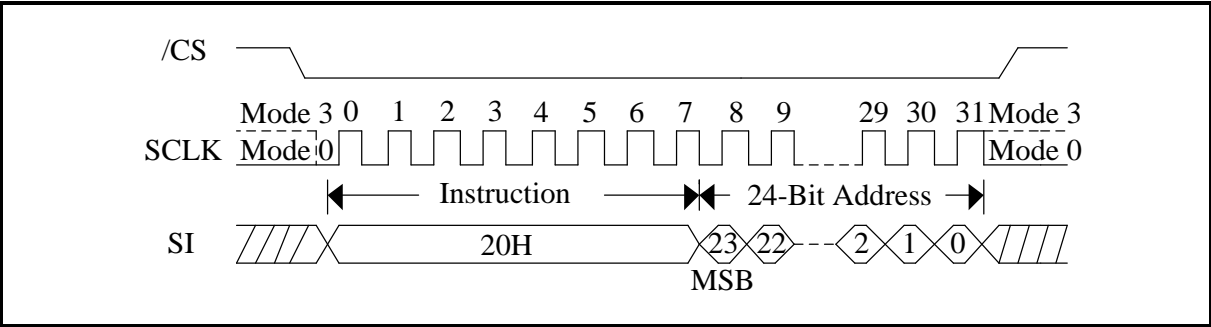 /CS
Mode 3 0 1 2 3 4 5 6 7 8 9 29 30 31 Mode 3
SCLK Mode 0 Mode 0
Instruction 24-Bit Address
SI 20H 23 22 2 1 0
MSB